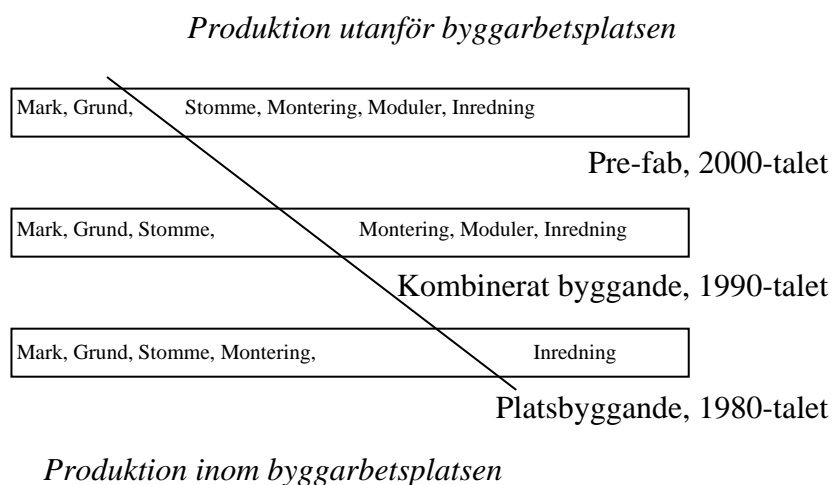 Produktion utanför byggarbetsplatsen
Mark, Grund, Stomme, Montering, Moduler, Inredning
Pre-fab, 2000-talet
Mark, Grund, Stomme, Montering, Moduler, Inredning
Kombinerat byggande, 1990-talet
Mark, Grund, Stomme, Montering, Inredning
Platsbyggande, 1980-talet
Produktion inom byggarbetsplatsen